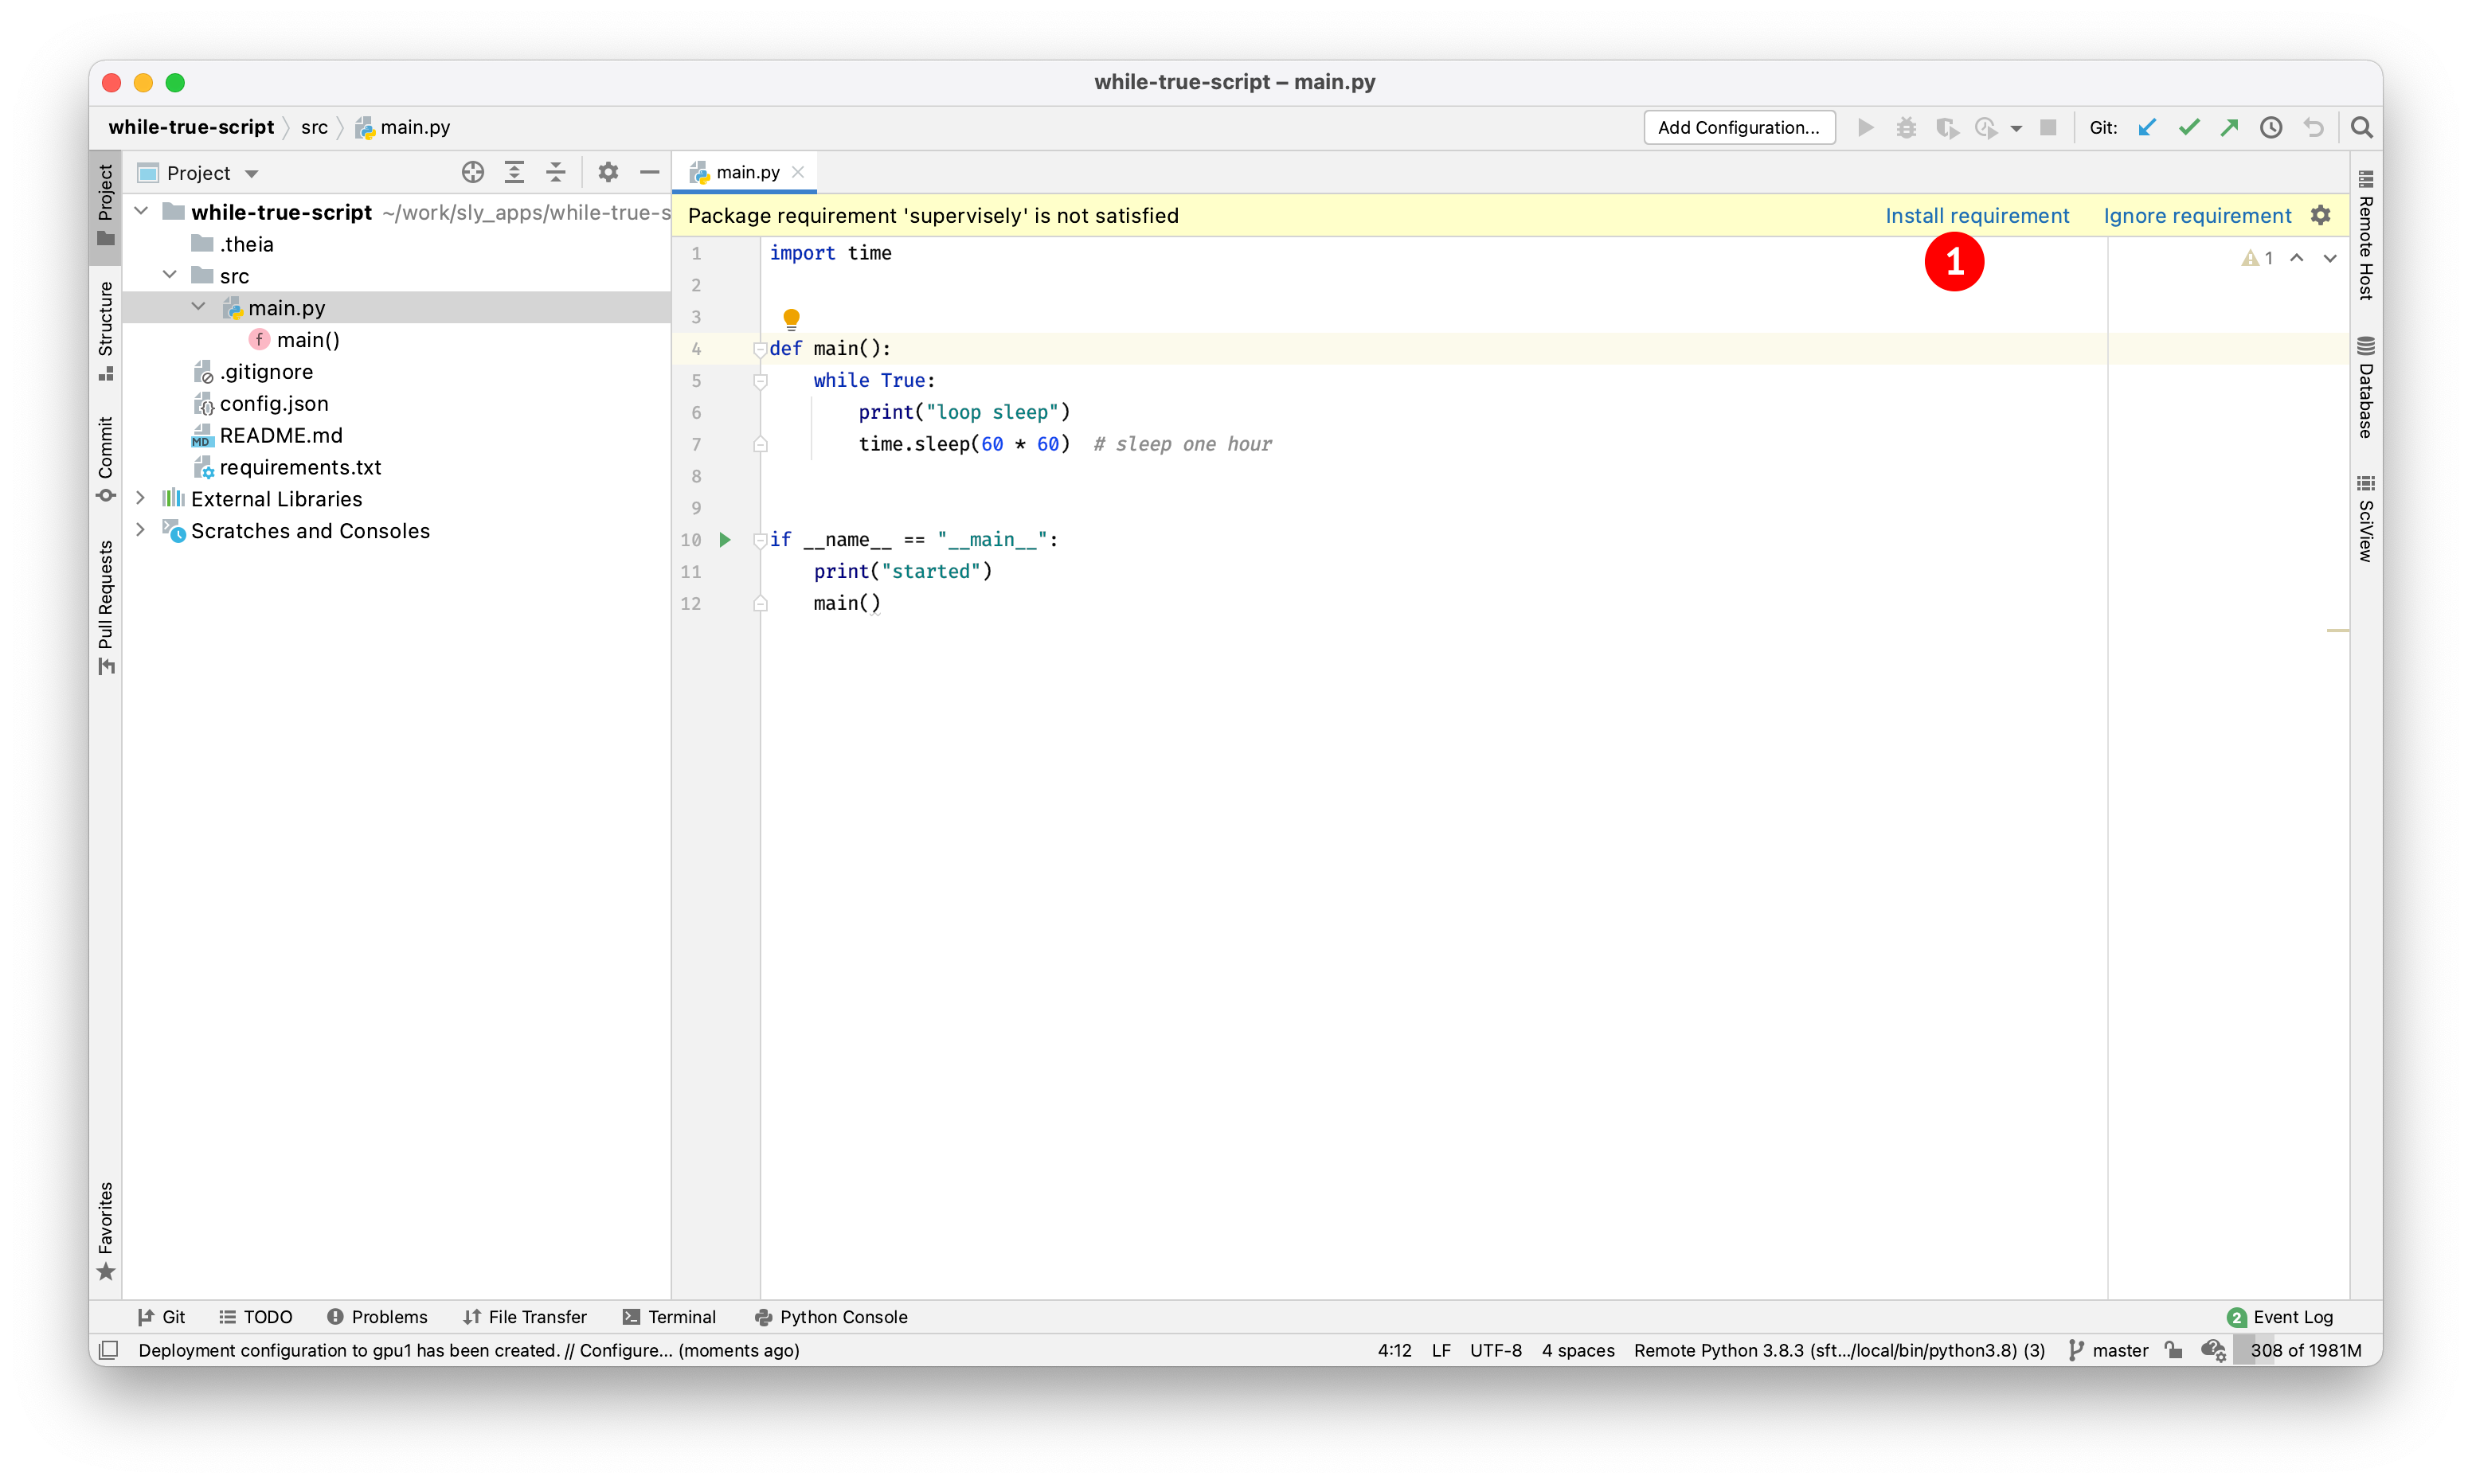 while-true-script – main.py
while-true-script src main.py
Add Configuration... Git:
Project
Structure
Commit
Pull Requests
Favorites
Project
while-true-script ~/work/sly_apps/while-true-s
.theia
src
main.py
f main()
.gitignore
config.json
MD README.md
requirements.txt
External Libraries
Scratches and Consoles
main.py
Package requirement 'supervisely' is not satisfied Install requirement Ignore requirement
1
1
1 import time
2
3
4 def main():
5 while True:
6 print("loop sleep")
7 time.sleep(60 * 60) # sleep one hour
8
9
10 if __name__ == "__main__":
11 print("started")
12 main()
Remote Host
Database
SciView
Git TODO Problems File Transfer Terminal Python Console 2 Event Log
Deployment configuration to gpu1 has been created. // Configure... (moments ago) 4:12 LF UTF-8 4 spaces Remote Python 3.8.3 (sft.../local/bin/python3.8) (3) master 308 of 1981M